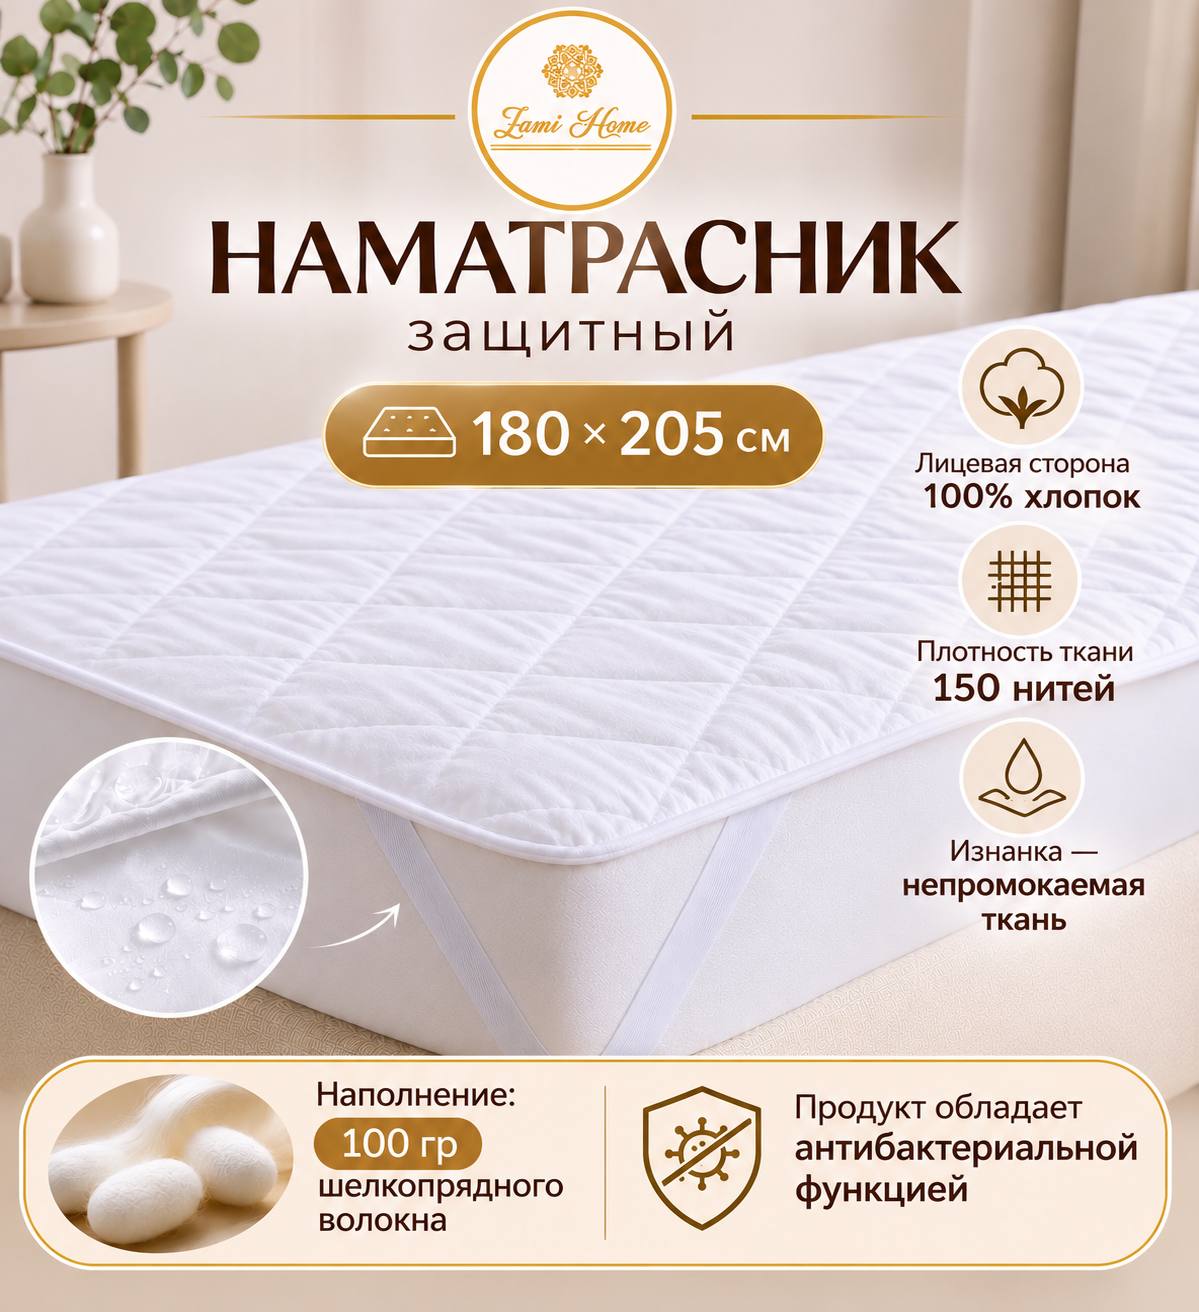 Zami Home
НАМАТРАСНИК
защитный
180 × 205 см
Лицевая сторона
100% хлопок
Плотность ткани
150 нитей
Изнанка —
непромокаемая
ткань
Наполнение:
100 гр
шелкопрядного
волокна
Продукт обладает
антибактериальной
функцией